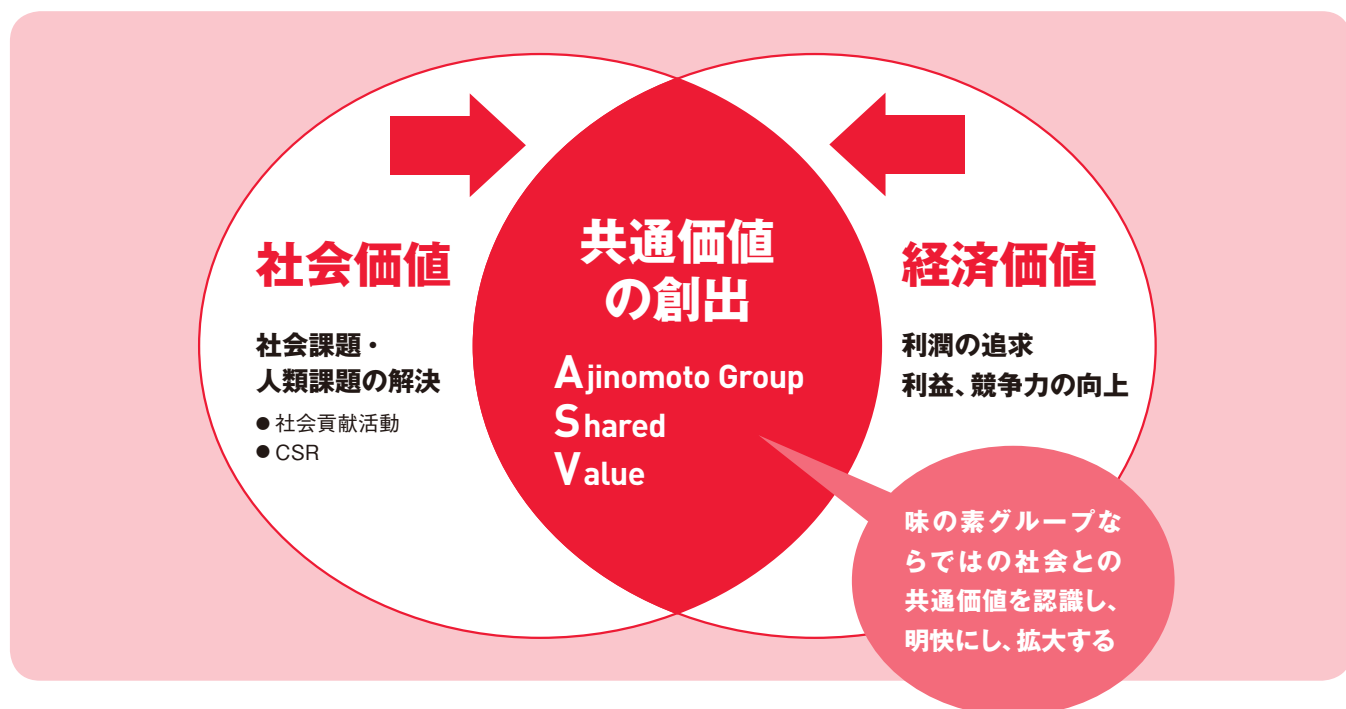 社会価値
社会課題・
人類課題の解決
● 社会貢献活動
● CSR
共通価値
の創出
Ajinomoto Group
Shared
Value
経済価値
利潤の追求
利益、競争力の向上
味の素グループな
らではの社会との
共通価値を認識し、
明快にし、拡大する